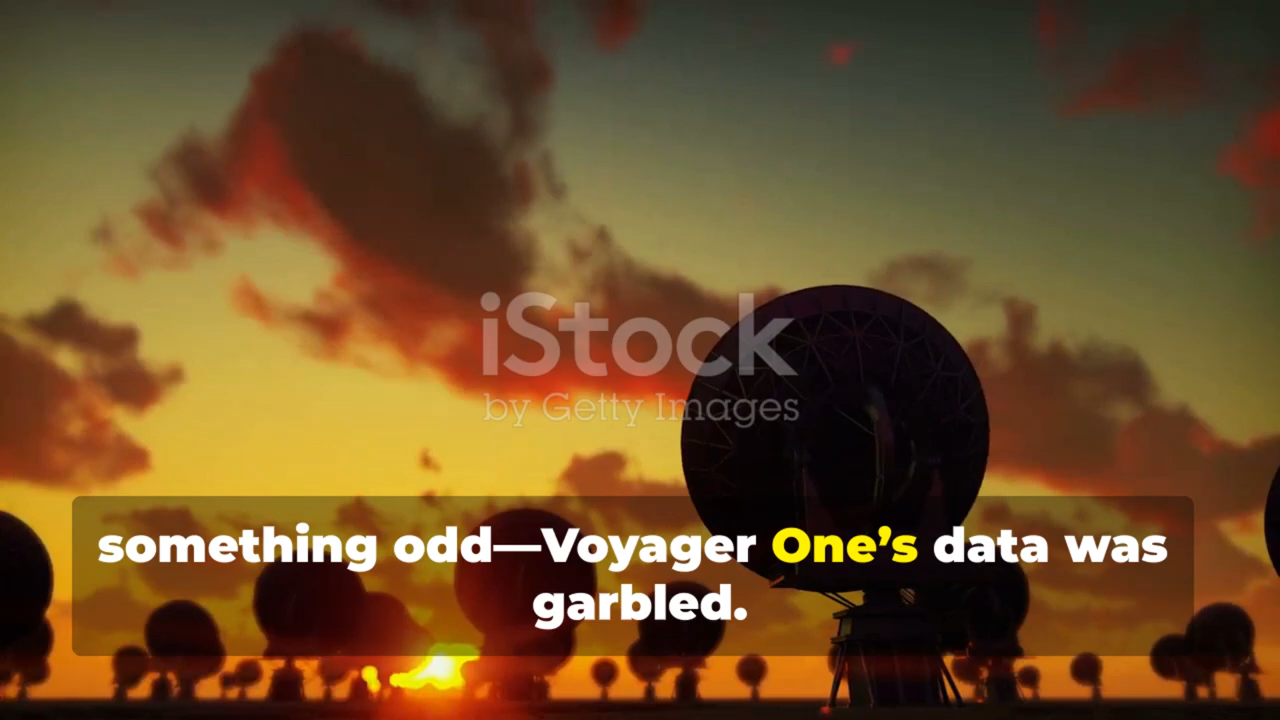 iStock
by Getty Images
something odd—Voyager One’s data was
garbled.